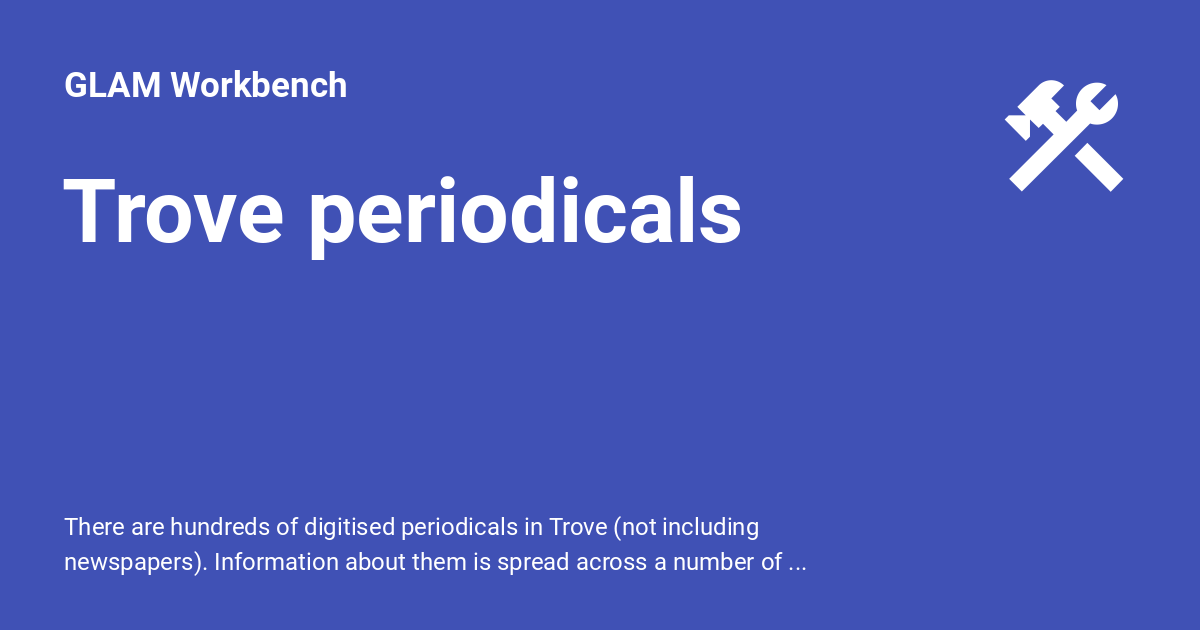 GLAM Workbench
Trove periodicals
There are hundreds of digitised periodicals in Trove (not including
newspapers). Information about them is spread across a number of ...